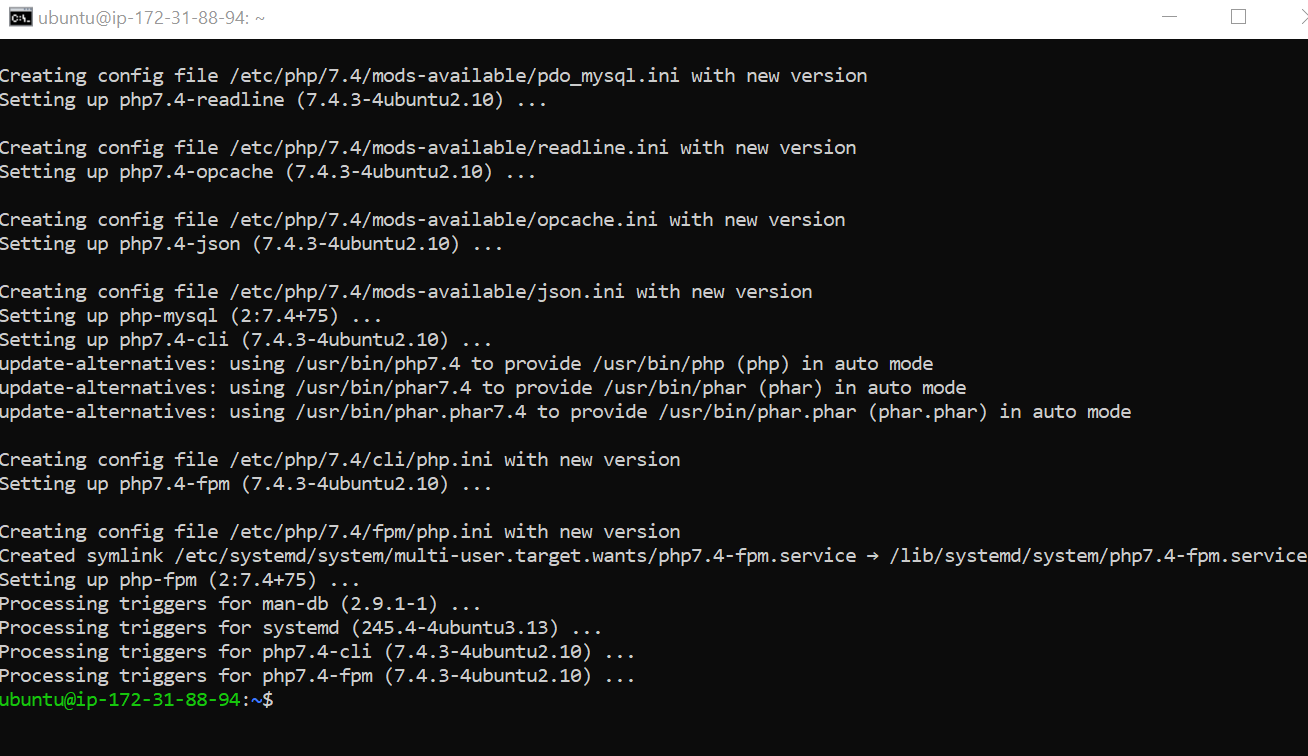 ubuntu@ip-172-31-88-94: ~
Creating config file /etc/php/7.4/mods-available/pdo_mysql.ini with new version
Setting up php7.4-readline (7.4.3-4ubuntu2.10) ...
Creating config file /etc/php/7.4/mods-available/readline.ini with new version
Setting up php7.4-opcache (7.4.3-4ubuntu2.10) ...
Creating config file /etc/php/7.4/mods-available/opcache.ini with new version
Setting up php7.4-json (7.4.3-4ubuntu2.10) ...
Creating config file /etc/php/7.4/mods-available/json.ini with new version
Setting up php-mysql (2:7.4+75) ...
Setting up php7.4-cli (7.4.3-4ubuntu2.10) ...
update-alternatives: using /usr/bin/php7.4 to provide /usr/bin/php (php) in auto mode
update-alternatives: using /usr/bin/phar7.4 to provide /usr/bin/phar (phar) in auto mode
update-alternatives: using /usr/bin/phar.phar7.4 to provide /usr/bin/phar.phar (phar.phar) in auto mode
Creating config file /etc/php/7.4/cli/php.ini with new version
Setting up php7.4-fpm (7.4.3-4ubuntu2.10) ...
Creating config file /etc/php/7.4/fpm/php.ini with new version
Created symlink /etc/systemd/system/multi-user.target.wants/php7.4-fpm.service → /lib/systemd/system/php7.4-fpm.service
Setting up php-fpm (2:7.4+75) ...
Processing triggers for man-db (2.9.1-1) ...
Processing triggers for systemd (245.4-4ubuntu3.13) ...
Processing triggers for php7.4-cli (7.4.3-4ubuntu2.10) ...
Processing triggers for php7.4-fpm (7.4.3-4ubuntu2.10) ...
ubuntu@ip-172-31-88-94:~$